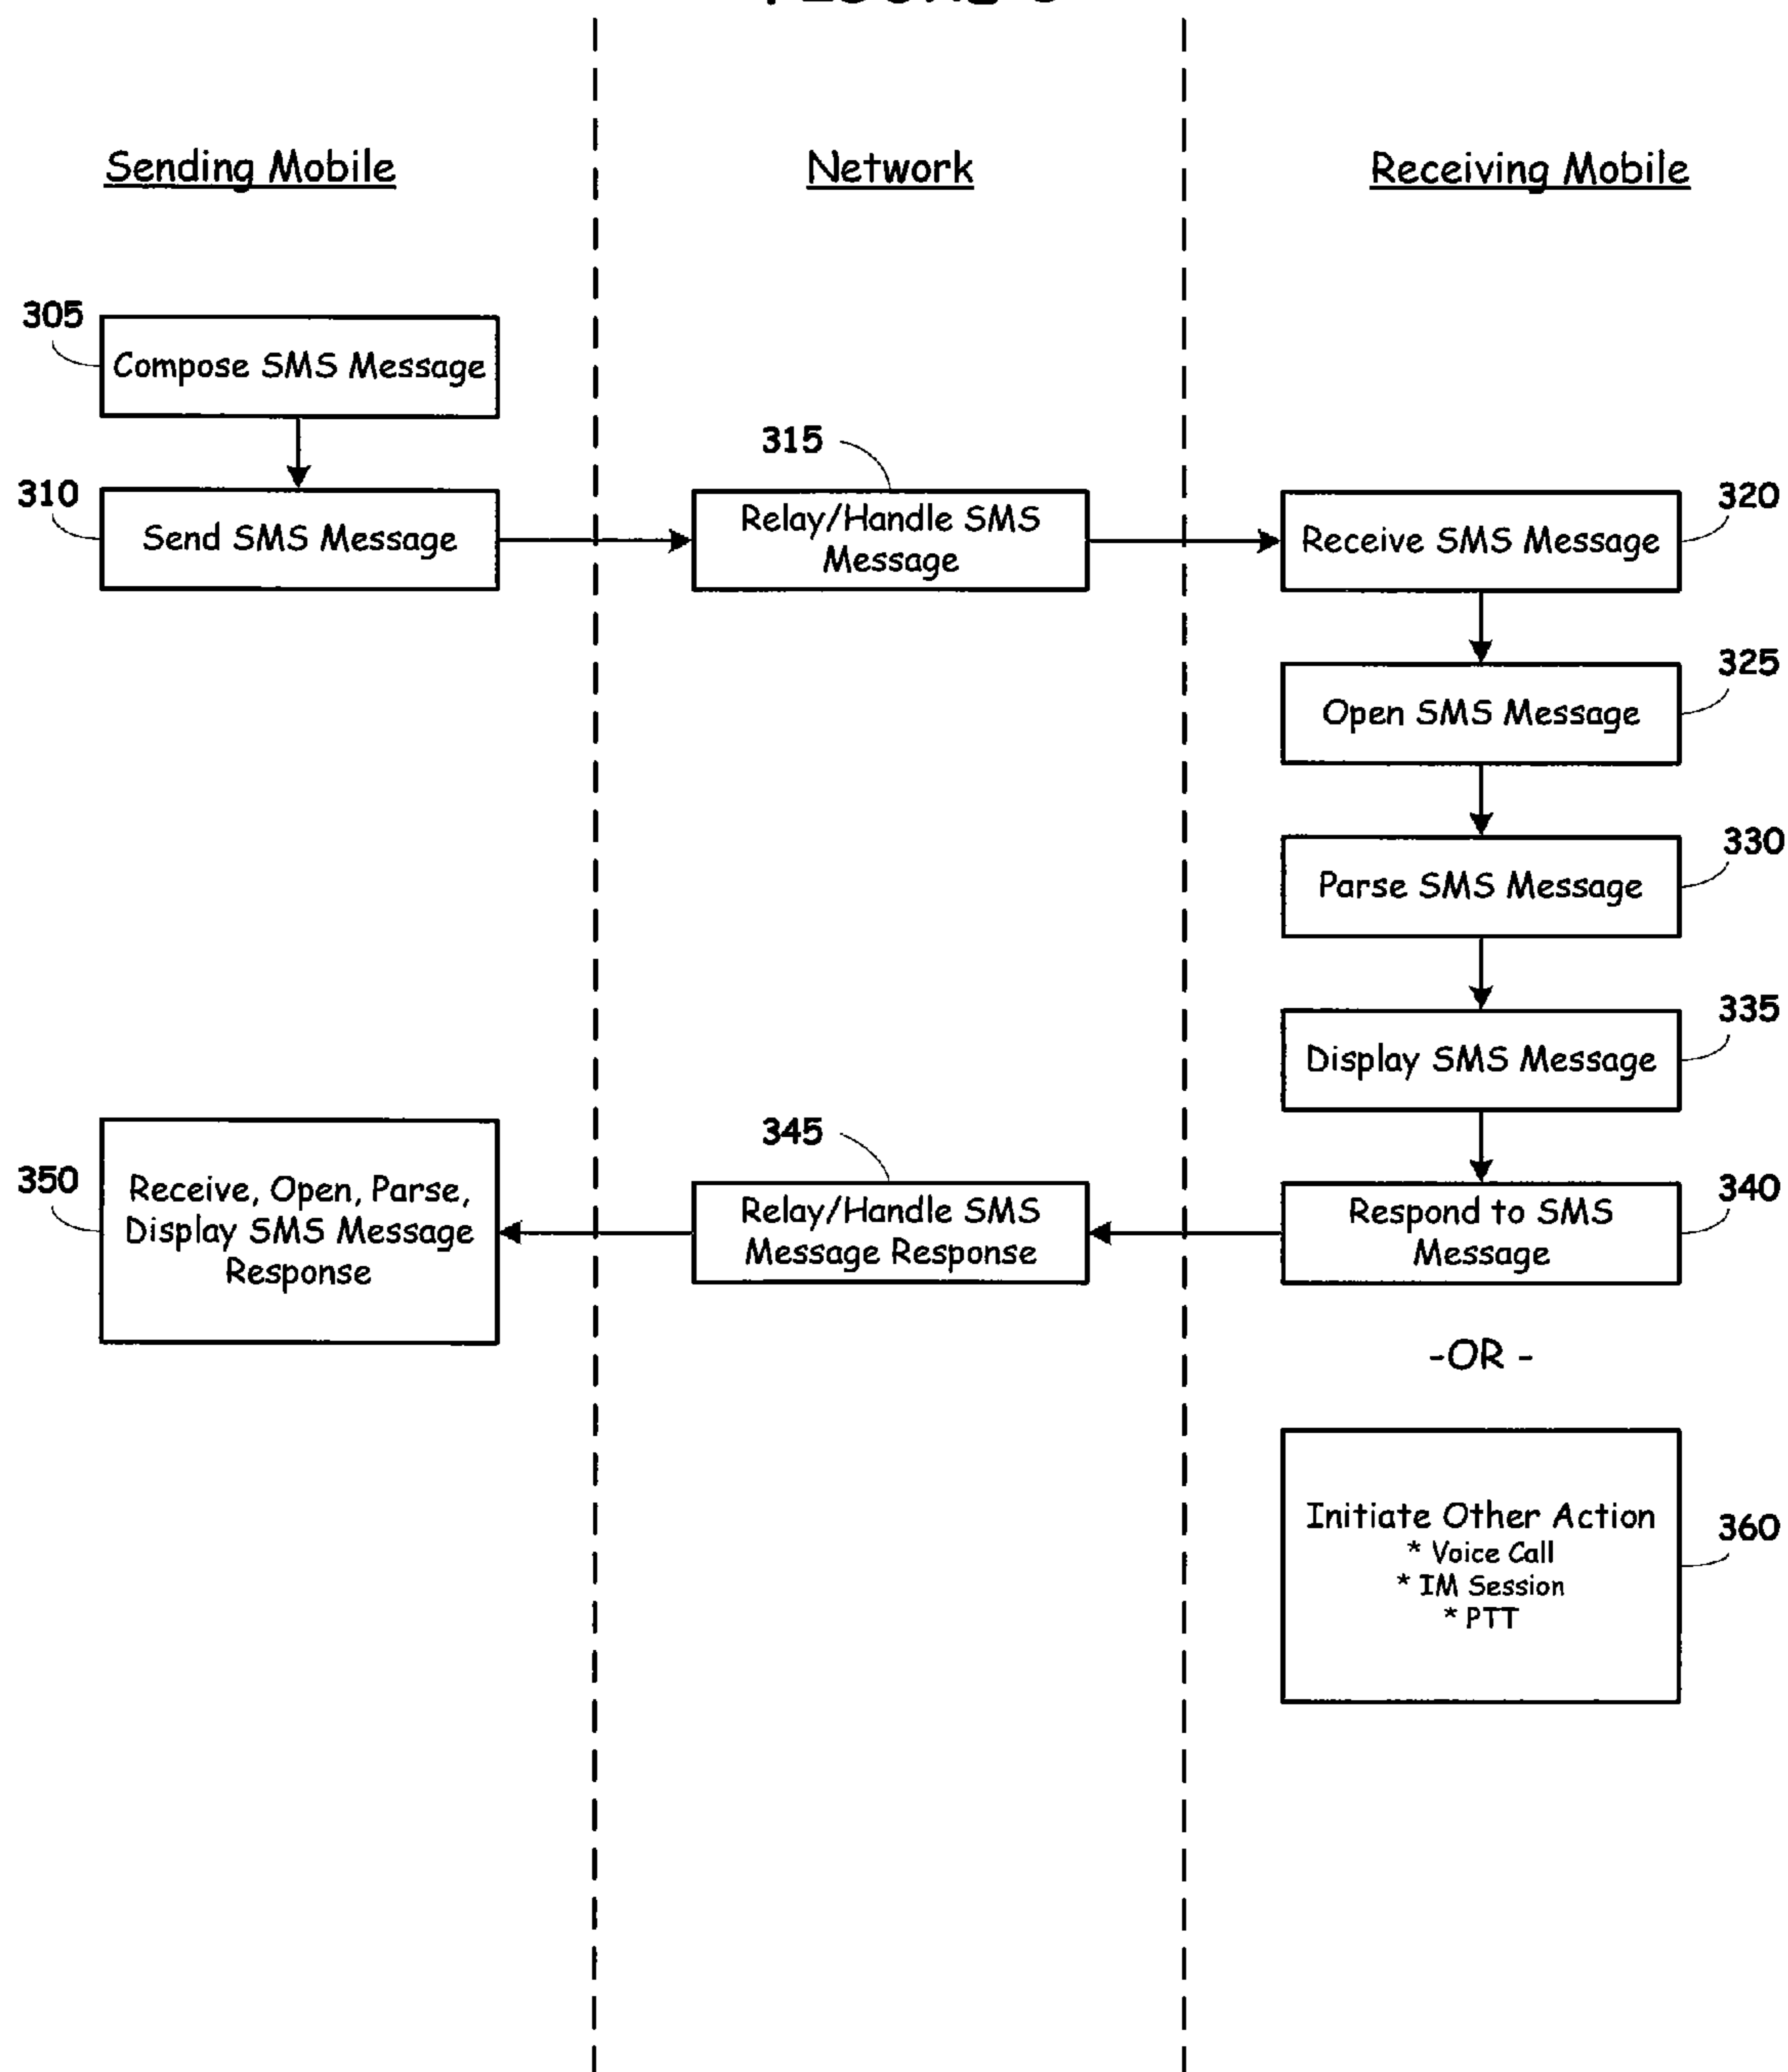 Sending Mobile
Network
Receiving Mobile
305
Compose SMS Message
310
Send SMS Message
315
Relay/Handle SMS
Message
320
Receive SMS Message
325
Open SMS Message
330
Parse SMS Message
335
Display SMS Message
340
Respond to SMS
Message
345
Relay/Handle SMS
Message Response
350
Receive, Open, Parse,
Display SMS Message
Response
-OR -
360
Initiate Other Action
* Voice Call
* IM Session
* PTT